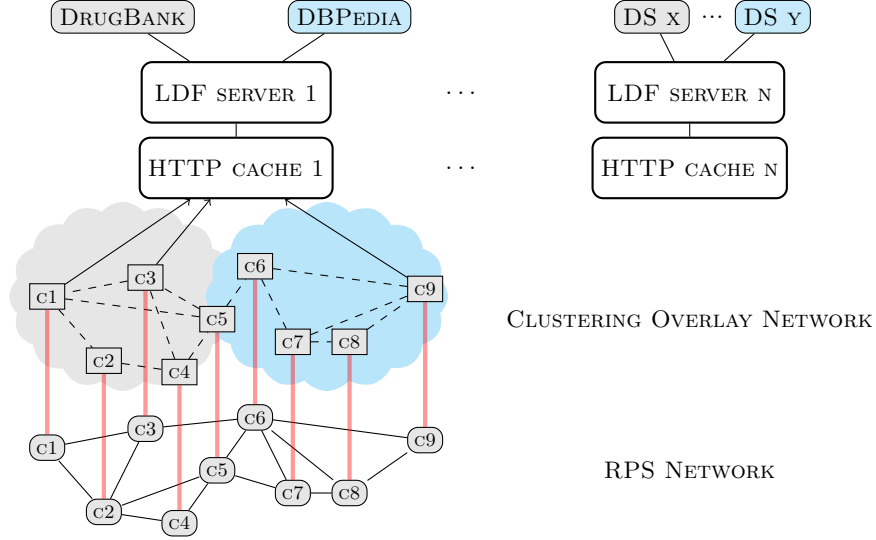 DrugBank DBPedia DS x ... DS y
LDF server 1 ... LDF server n
HTTP cache 1 ... HTTP cache n
c6
c3
c9
c1
c5
Clustering Overlay Network
c7 c8
c2
c4
c6
c3
c9
c1
c5
RPS Network
c7 c8
c2
c4